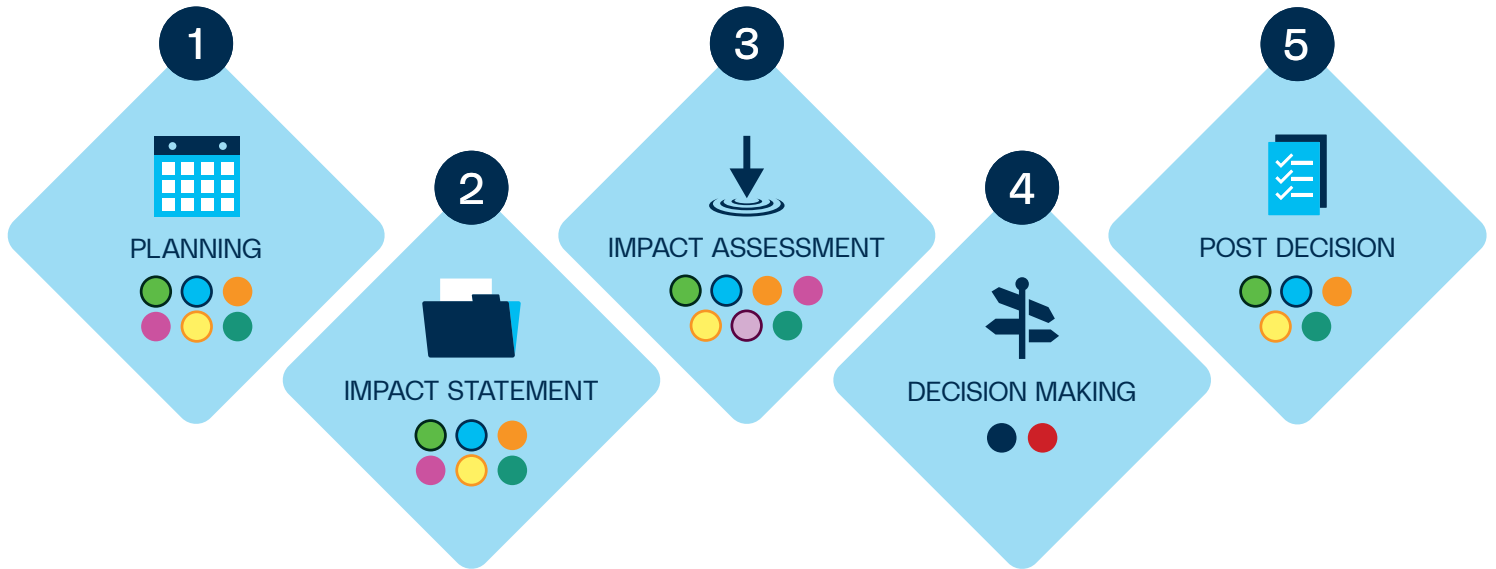 1
PLANNING
2
IMPACT STATEMENT
3
IMPACT ASSESSMENT
4
DECISION MAKING
5
POST DECISION